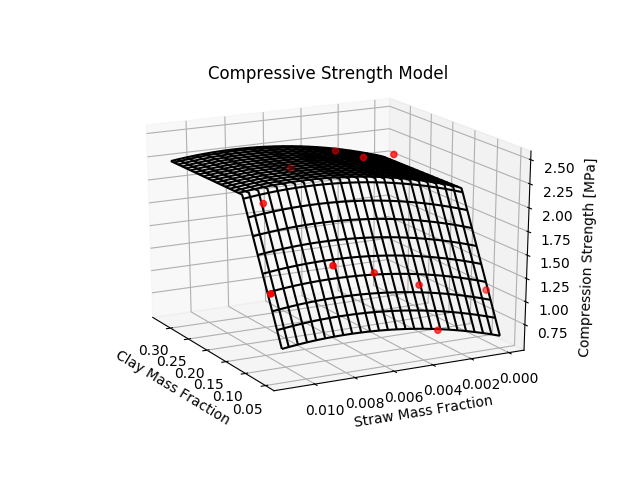 Compressive Strength Model
2.50
2.25
2.00
1.75
1.50
1.25
1.00
0.75
Compression Strength [MPa]
0.30
0.25
0.20
0.15
0.10
0.05
Clay Mass Fraction
0.010 0.008 0.006 0.004 0.002 0.000
Straw Mass Fraction